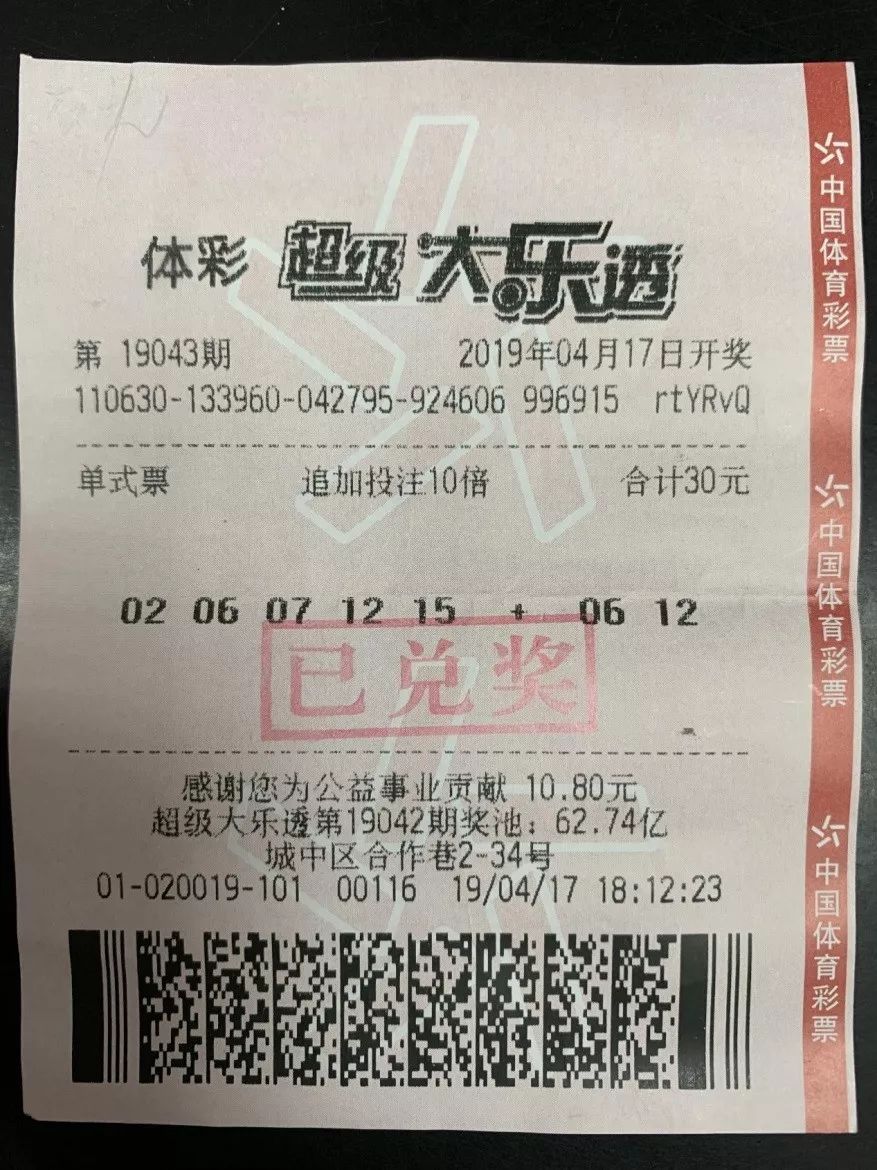 体彩 超级大乐透
第 19043期 2019年04月17日开奖
110630-133960-042795-924606 996915 rtYRvQ
单式票 追加投注10倍 合计30元
02 06 07 12 15 + 06 12
已兑奖
感谢您为公益事业贡献 10.80元
超级大乐透第19042期奖池：62.74亿
城中区合作巷2-34号
01-020019-101 00116 19/04/17 18:12:23
中国体育彩票
中国体育彩票
中国体育彩票